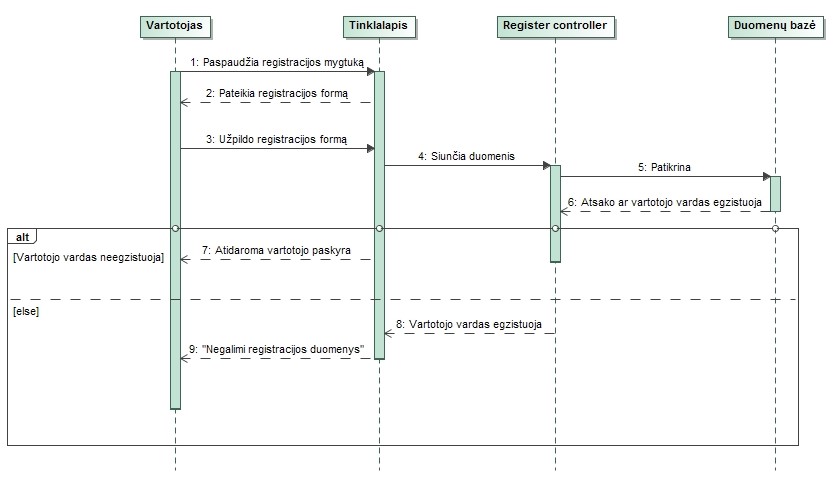 Vartotojas
Tinklalapis
Register controller
Duomenų bazė
1: Paspaudžia registracijos mygtuką
2: Pateikia registracijos formą
3: Užpildo registracijos formą
4: Siunčia duomenis
5: Patikrina
6: Atsako ar vartotojo vardas egzistuoja
alt
7: Atidaroma vartotojo paskyra
[Vartotojo vardas neegzistuoja]
[else]
8: Vartotojo vardas egzistuoja
9: "Negalimi registracijos duomenys"